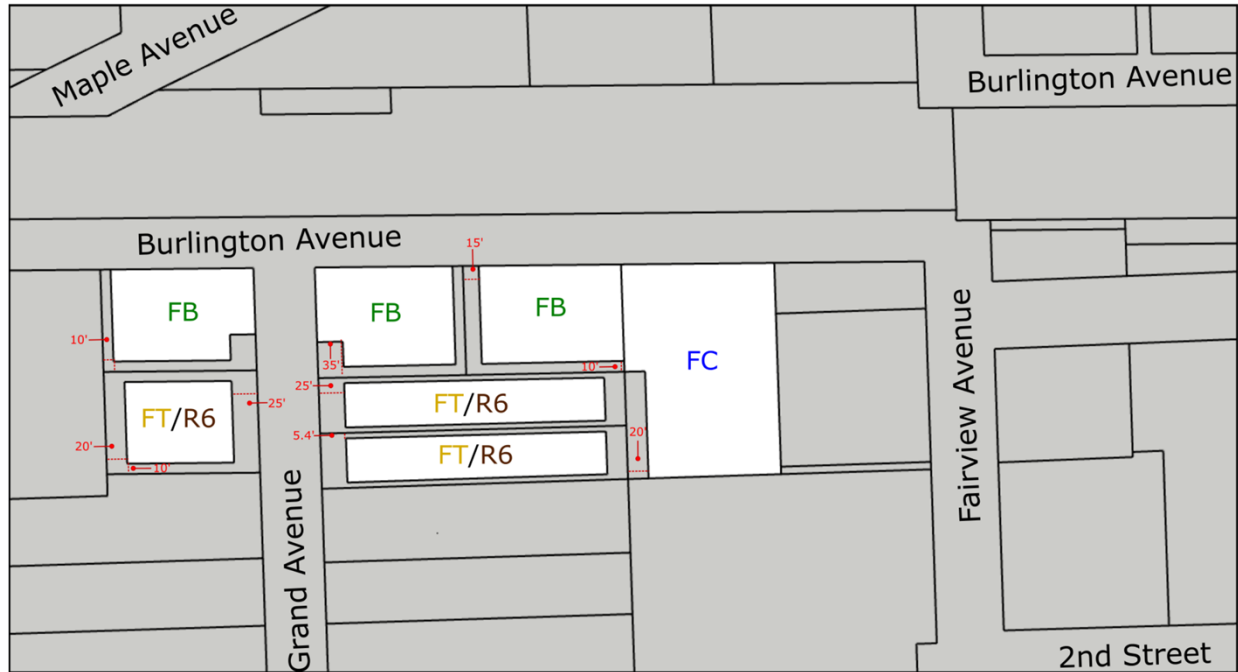 Maple Avenue
Burlington Avenue
Burlington Avenue
15'
FB
FB
FB
10'
35'
10'
FC
25'
25'
FT/R6
FT/R6
5.4'
20'
20'
FT/R6
10'
Grand Avenue
Fairview Avenue
2nd Street